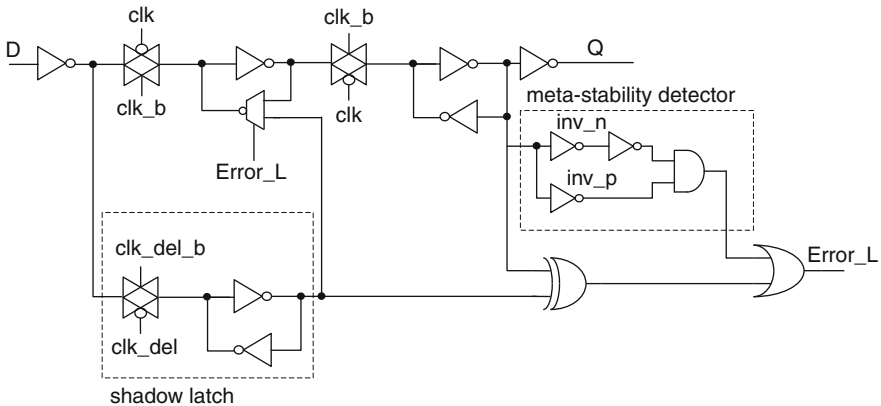 clk
clk_b
D
Q
clk_b
clk
meta-stability detector
inv_n
Error_L
inv_p
clk_del_b
Error_L
clk_del
shadow latch